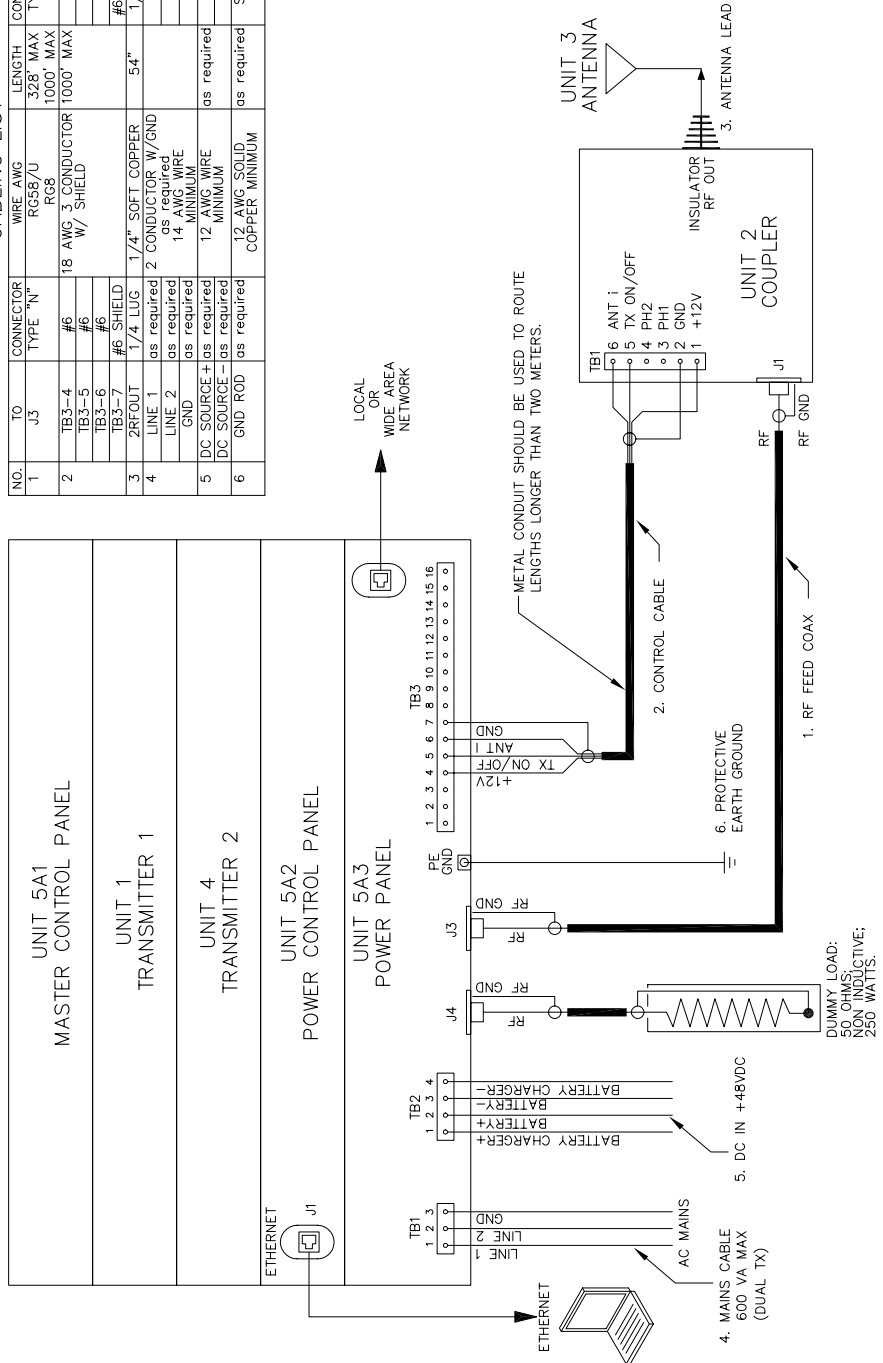 UNIT 5A1
MASTER CONTROL PANEL
UNIT 1
TRANSMITTER 1
UNIT 4
TRANSMITTER 2
UNIT 5A2
POWER CONTROL PANEL
UNIT 5A3
POWER PANEL
ETHERNET
J1
ETHERNET
LOCAL
OR
WIDE AREA
NETWORK
TB1
1 2 3
LINE 1
LINE 2
GND
AC MAINS
4. MAINS CABLE
600 VA MAX
(DUAL TX)
TB2
1 2 3 4
BATTERY CHARGER+
BATTERY+
BATTERY-
BATTERY CHARGER-
5. DC IN +48VDC
J4
RF
RF GND
DUMMY LOAD:
50 OHMS;
NON INDUCTIVE;
250 WATTS.
J3
RF
RF GND
PE
GND
6. PROTECTIVE
EARTH GROUND
TB3
1 2 3 4 5 6 7 8 9 10 11 12 13 14 15 16
+12V
TX ON/OFF
ANT I
GND
METAL CONDUIT SHOULD BE USED TO ROUTE
LENGTHS LONGER THAN TWO METERS.
2. CONTROL CABLE
1. RF FEED COAX
TB1
6 ANT i
5 TX ON/OFF
4 PH2
3 PH1
2 GND
1 +12V
UNIT 2
COUPLER
J1
RF
RF GND
INSULATOR
RF OUT
3. ANTENNA LEAD
UNIT 3
ANTENNA
NO. TO CONNECTOR WIRE AWG LENGTH
1 J3 TYPE "N" RG58/U 328' MAX
RG8 1000' MAX
2 TB3-4 #6 18 AWG 3 CONDUCTOR 1000' MAX
TB3-5 #6 W/ SHIELD
TB3-6 #6
TB3-7 #6 SHIELD #6
3 2RFOUT 1/4 LUG 1/4" SOFT COPPER 54"
4 LINE 1 as required 2 CONDUCTOR W/GND
LINE 2 as required as required
GND as required 14 AWG WIRE
MINIMUM
5 DC SOURCE+ as required 12 AWG WIRE as required
DC SOURCE- as required MINIMUM
6 GND ROD as required 12 AWG SOLID as required
COPPER MINIMUM